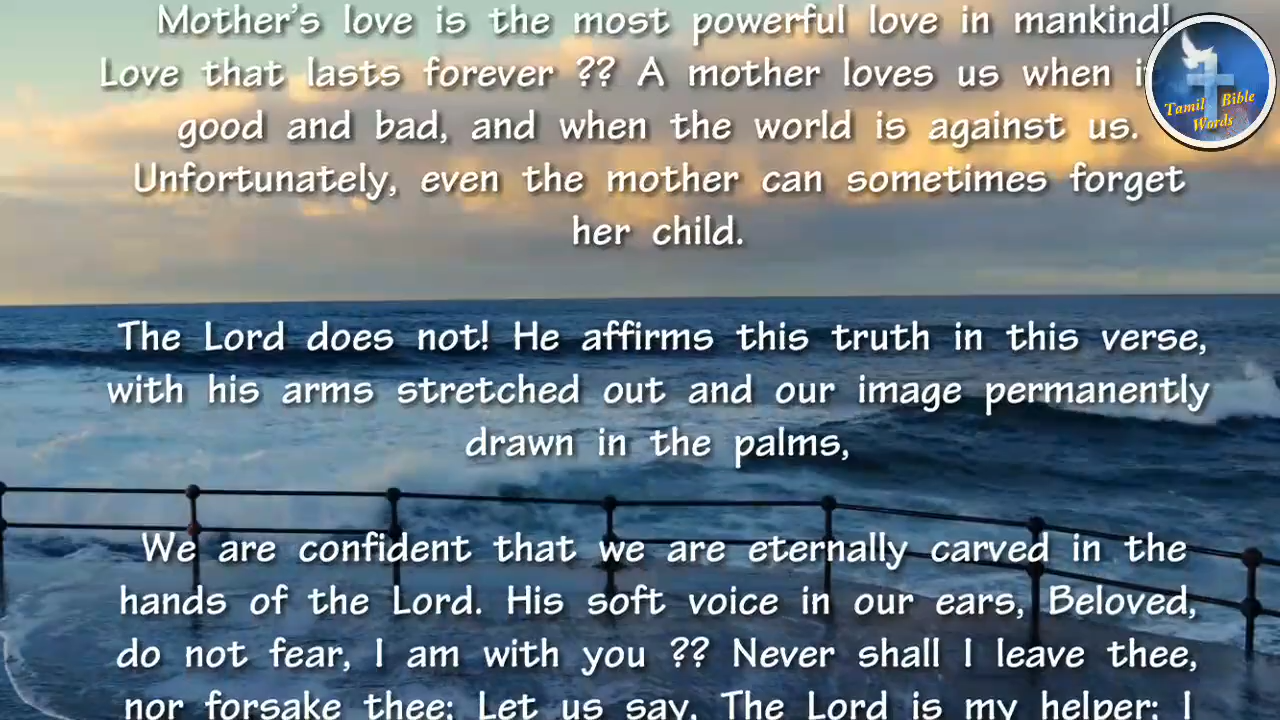 Mother's love is the most powerful love in mankind!
Love that lasts forever ?? A mother loves us when
good and bad, and when the world is against us.
Unfortunately, even the mother can sometimes forget
her child.
The Lord does not! He affirms this truth in this verse,
with his arms stretched out and our image permanently
drawn in the palms,
We are confident that we are eternally carved in the
hands of the Lord. His soft voice in our ears, Beloved,
do not fear, I am with you ?? Never shall I leave thee,
nor forsake thee: Let us say, The Lord is my helper: I
Tamil Bible
Words